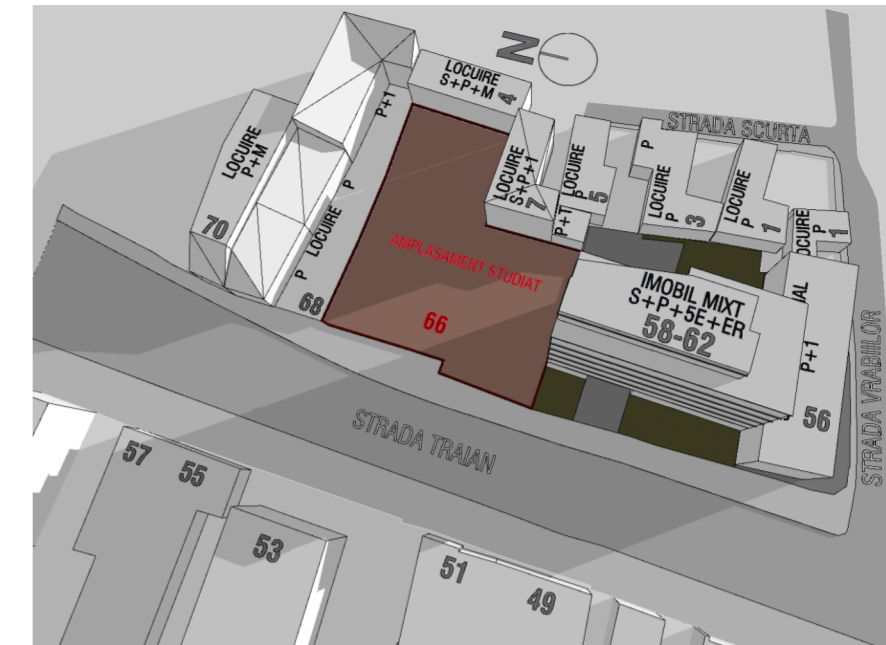 N
LOCUIRE
S+P+M
4
P+1
LOCUIRE
P+M
70
P LOCUIRE P
68
AMPLASAMENT STUDIAT
66
LOCUIRE
S+P+1
7
P+1
LOCUIRE
P
5
P
LOCUIRE
P
3
LOCUIRE
P
1
OCUIRE
P
1
STRADA SCURTA
IMOBIL MIXT
S+P+5E+ER
58-62
AL
P+1
56
STRADA VRABIILOR
STRADA TRAIAN
57
55
53
51
49